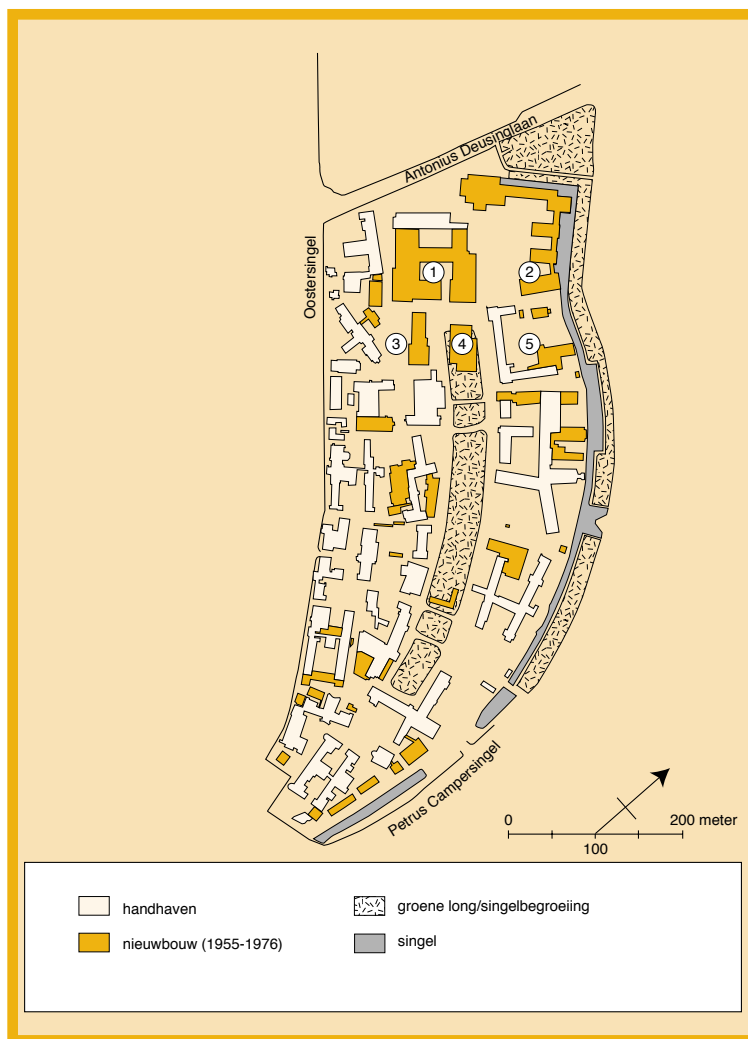 Antonius Deusinglaan
Oostersingel
1
2
3
4
5
Petrus Campersingel
0
200 meter
100
handhaven
groene long/singelbegroeiing
nieuwbouw (1955-1976)
singel